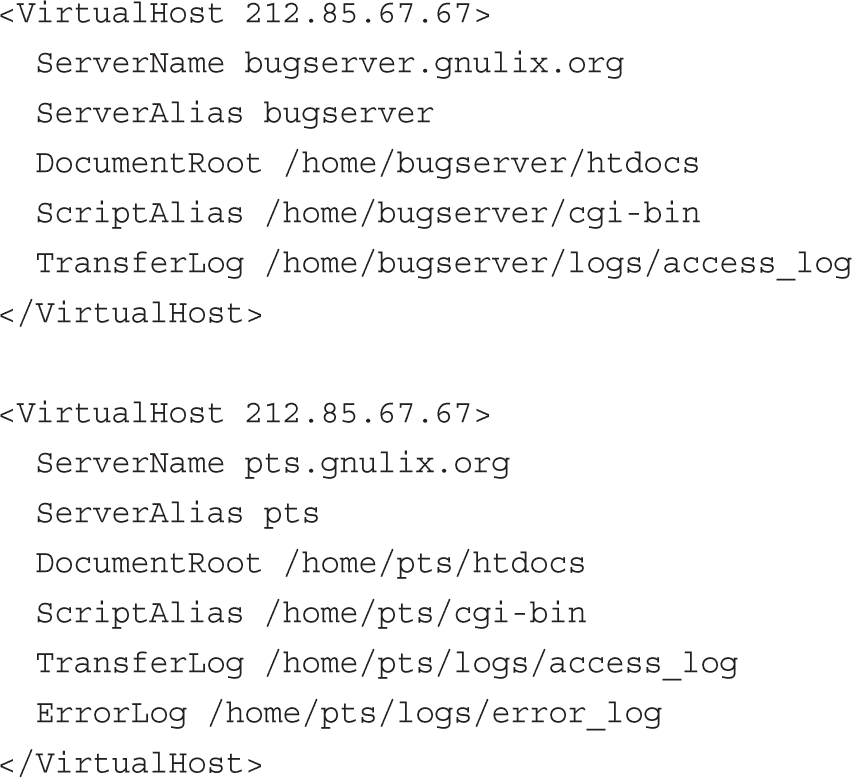 <VirtualHost 212.85.67.67>
ServerName bugserver.gnulix.org
ServerAlias bugserver
DocumentRoot /home/bugserver/htdocs
ScriptAlias /home/bugserver/cgi-bin
TransferLog /home/bugserver/logs/access_log
</VirtualHost>
<VirtualHost 212.85.67.67>
ServerName pts.gnulix.org
ServerAlias pts
DocumentRoot /home/pts/htdocs
ScriptAlias /home/pts/cgi-bin
TransferLog /home/pts/logs/access_log
ErrorLog /home/pts/logs/error_log
</VirtualHost>